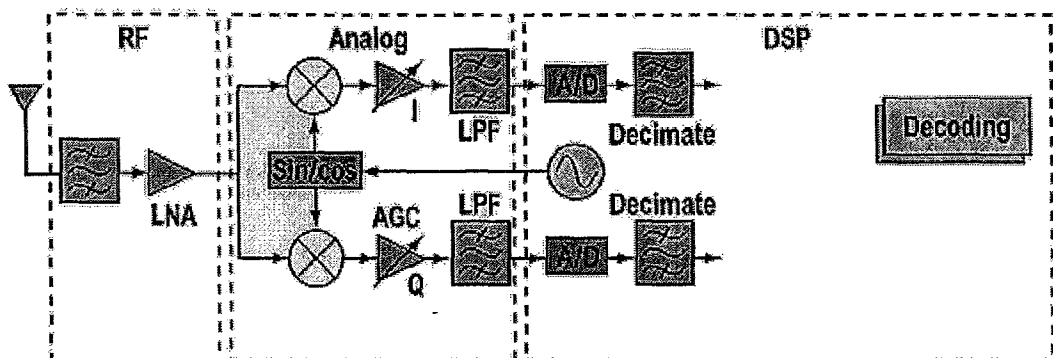 RF
Analog
DSP
A/D
I
LPF
Decimate
Decoding
Sin/cos
LNA
AGC
LPF
Decimate
A/D
Q